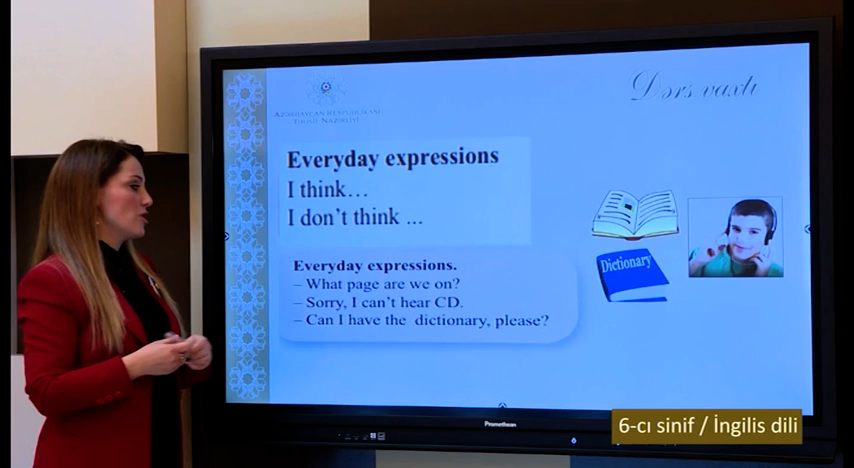 Dərs vaxtı
AZƏRBAYCAN RESPUBLİKASI
TƏHSİL NAZİRLİYİ
Everyday expressions
I think…
I don't think ...
Everyday expressions.
– What page are we on?
– Sorry, I can't hear CD.
– Can I have the dictionary, please?
Dictionary
Promethean
6-cı sinif / İngilis dili